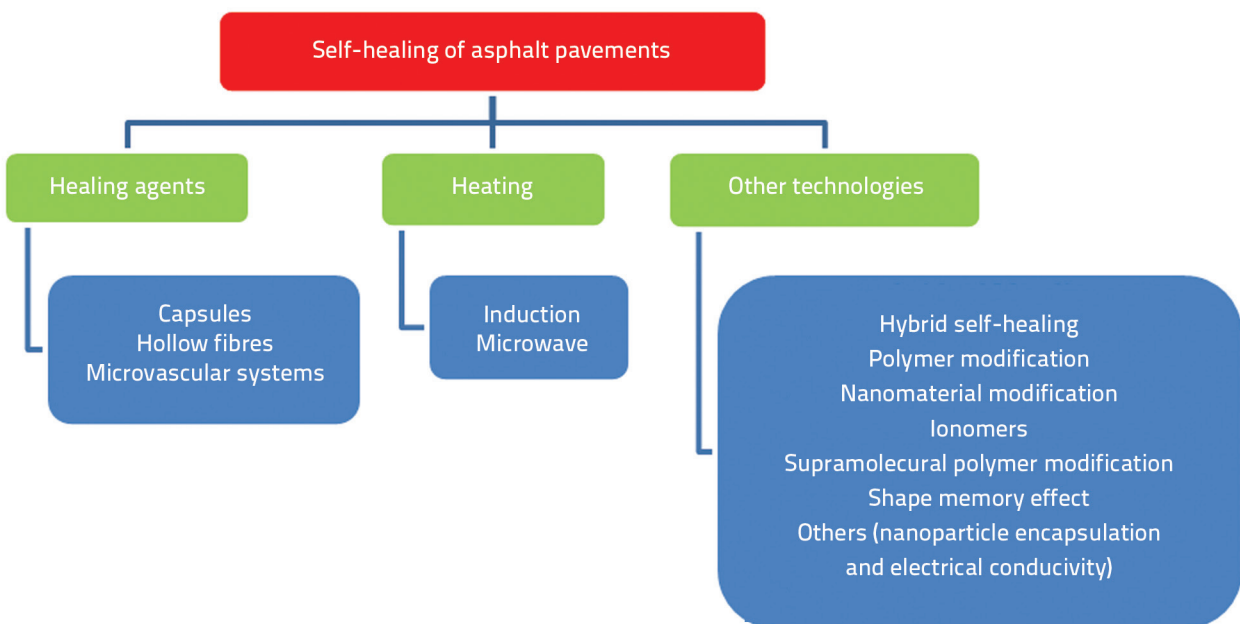 Self-healing of asphalt pavements
Healing agents
Heating
Other technologies
Capsules
Hollow fibres
Microvascular systems
Induction
Microwave
Hybrid self-healing
Polymer modification
Nanomaterial modification
Ionomers
Supramolecural polymer modification
Shape memory effect
Others (nanoparticle encapsulation
and electrical conducivity)